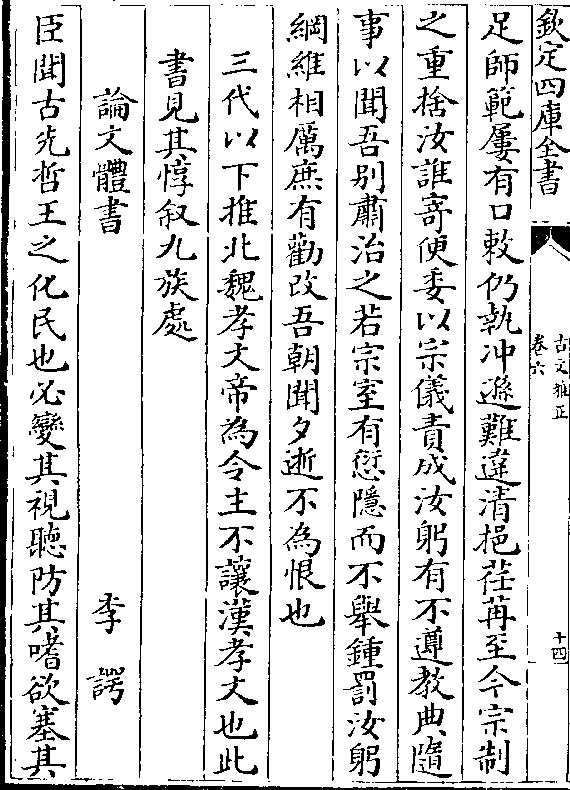 欽定四庫全書
古文雅正
卷六
十四
足師範屢有口敕仍執冲遜難違清挹荏苒至今宗制
之重捨汝誰寄便委以宗儀責成汝躬有不遵教典隨
事以聞吾别肅治之若宗室有愆隱而不舉鍾罰汝躬
綱維相厲庶有勸改吾朝聞夕逝不為恨也
三代以下推北魏孝文帝為令主不讓漢孝文也此
書見其惇叙九族處
論文體書
李諤
臣聞古先哲王之化民也必變其視聽防其嗜欲塞其